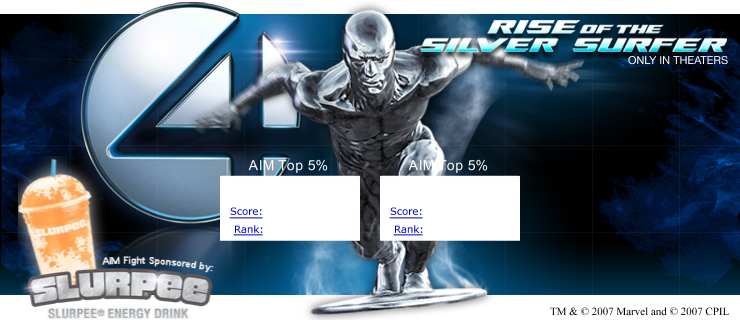 RISE OF THE
SILVER SURFER
ONLY IN THEATERS
4
AIM Top 5%
AIM Top 5%
Score:
Rank:
Score:
Rank:
SLURPEE
AIM Fight Sponsored by:
SLURPEE
SLURPEE® ENERGY DRINK
TM & © 2007 Marvel and © 2007 CPIL